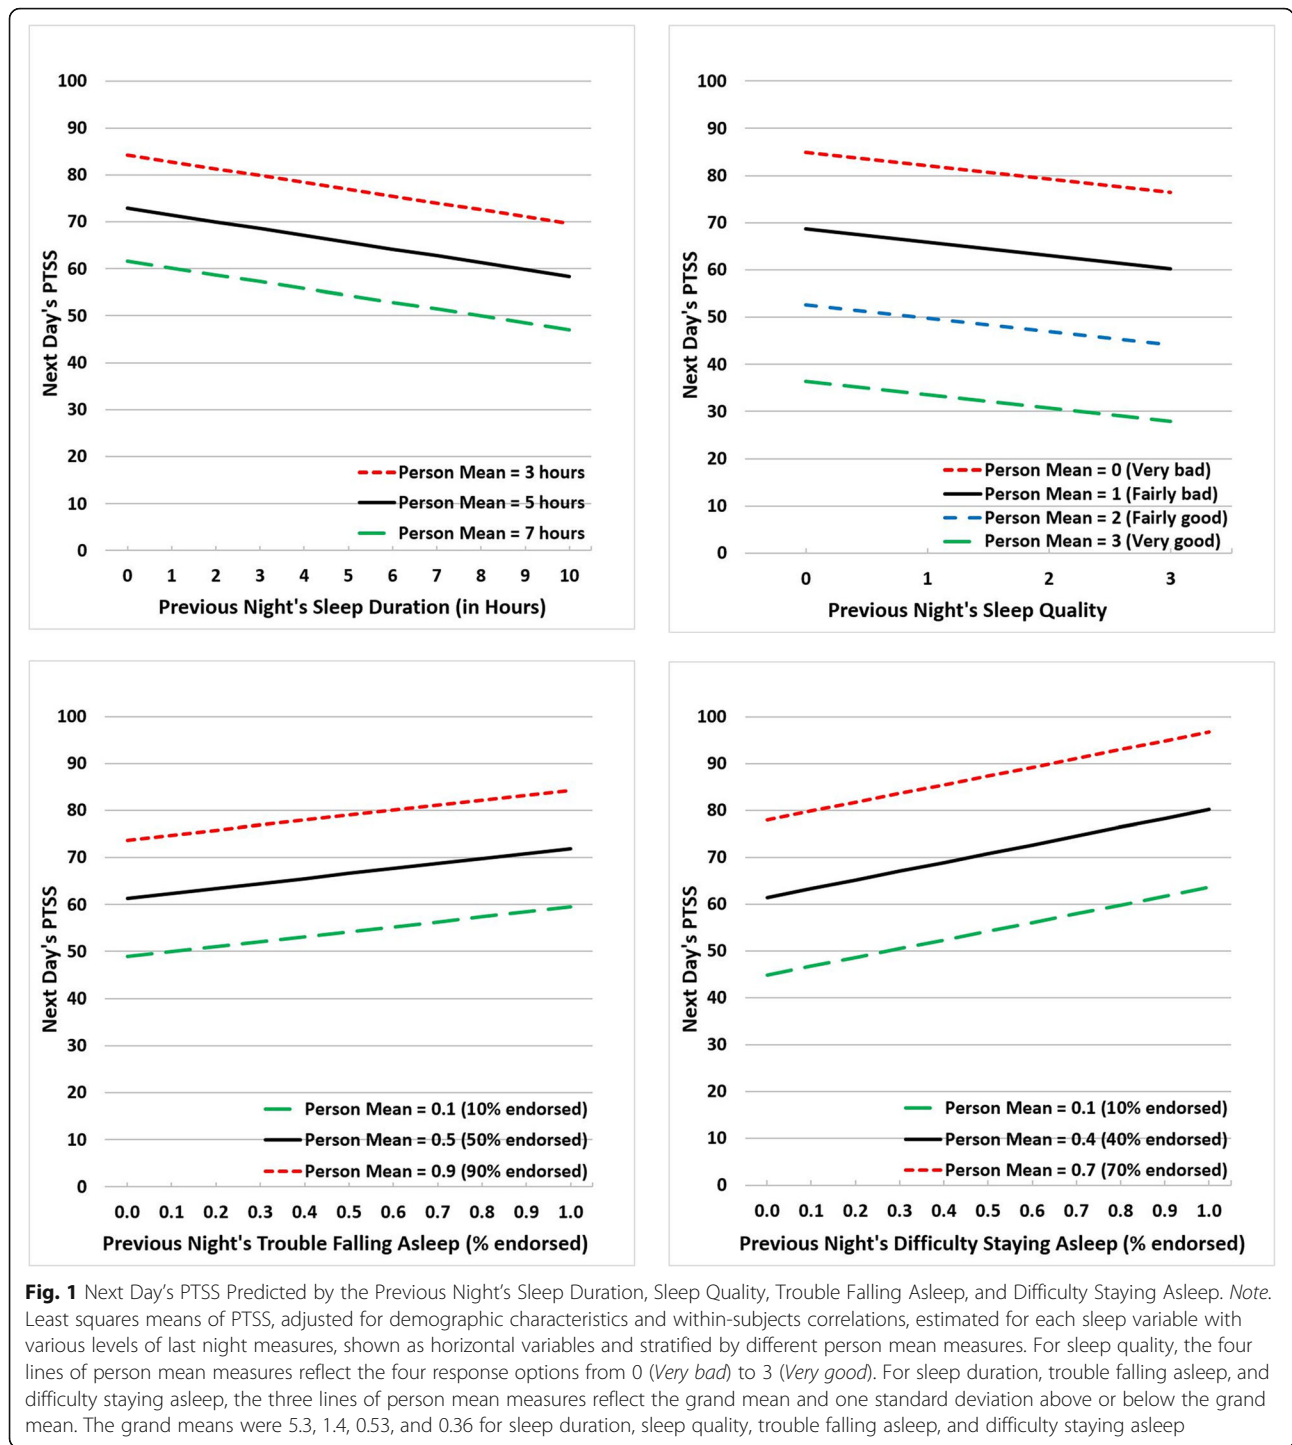 100
90
80
70
60
50
40
30
20
10
0
Next Day's PTSS
Person Mean = 3 hours
Person Mean = 5 hours
Person Mean = 7 hours
0 1 2 3 4 5 6 7 8 9 10
Previous Night's Sleep Duration (in Hours)
100
90
80
70
60
50
40
30
20
10
0
Next Day's PTSS
Person Mean = 0 (Very bad)
Person Mean = 1 (Fairly bad)
Person Mean = 2 (Fairly good)
Person Mean = 3 (Very good)
0 1 2 3
Previous Night's Sleep Quality
100
90
80
70
60
50
40
30
20
10
0
Next Day's PTSS
Person Mean = 0.1 (10% endorsed)
Person Mean = 0.5 (50% endorsed)
Person Mean = 0.9 (90% endorsed)
0.0 0.1 0.2 0.3 0.4 0.5 0.6 0.7 0.8 0.9 1.0
Previous Night's Trouble Falling Asleep (% endorsed)
100
90
80
70
60
50
40
30
20
10
0
Next Day's PTSS
Person Mean = 0.1 (10% endorsed)
Person Mean = 0.4 (40% endorsed)
Person Mean = 0.7 (70% endorsed)
0.0 0.1 0.2 0.3 0.4 0.5 0.6 0.7 0.8 0.9 1.0
Previous Night's Difficulty Staying Asleep (% endorsed)
Fig. 1 Next Day's PTSS Predicted by the Previous Night's Sleep Duration, Sleep Quality, Trouble Falling Asleep, and Difficulty Staying Asleep. Note.
Least squares means of PTSS, adjusted for demographic characteristics and within-subjects correlations, estimated for each sleep variable with
various levels of last night measures, shown as horizontal variables and stratified by different person mean measures. For sleep quality, the four
lines of person mean measures reflect the four response options from 0 (Very bad) to 3 (Very good). For sleep duration, trouble falling asleep, and
difficulty staying asleep, the three lines of person mean measures reflect the grand mean and one standard deviation above or below the grand
mean. The grand means were 5.3, 1.4, 0.53, and 0.36 for sleep duration, sleep quality, trouble falling asleep, and difficulty staying asleep